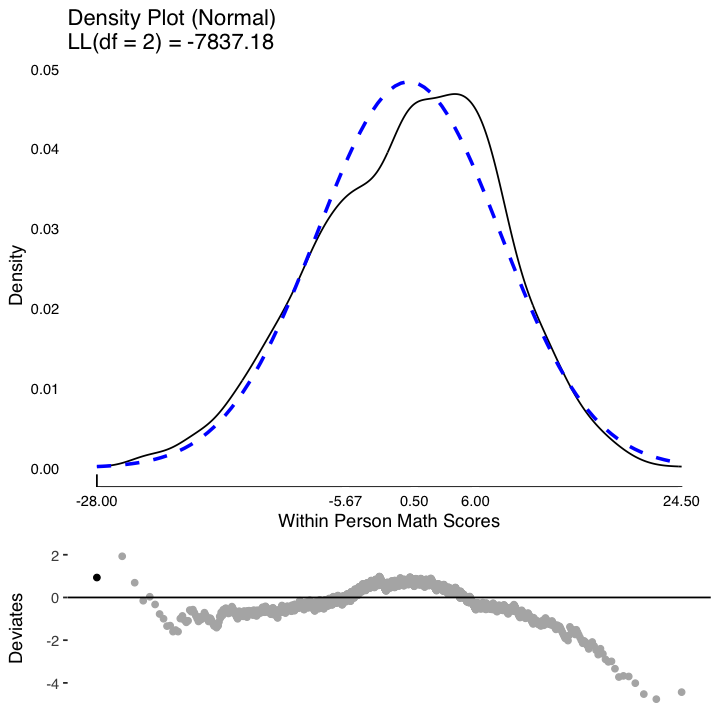 Density Plot (Normal)
LL(df = 2) = -7837.18
0.05
0.04
0.03
0.02
0.01
0.00
Density
-28.00 -5.67 0.50 6.00 24.50
Within Person Math Scores
2
0
-2
-4
Deviates